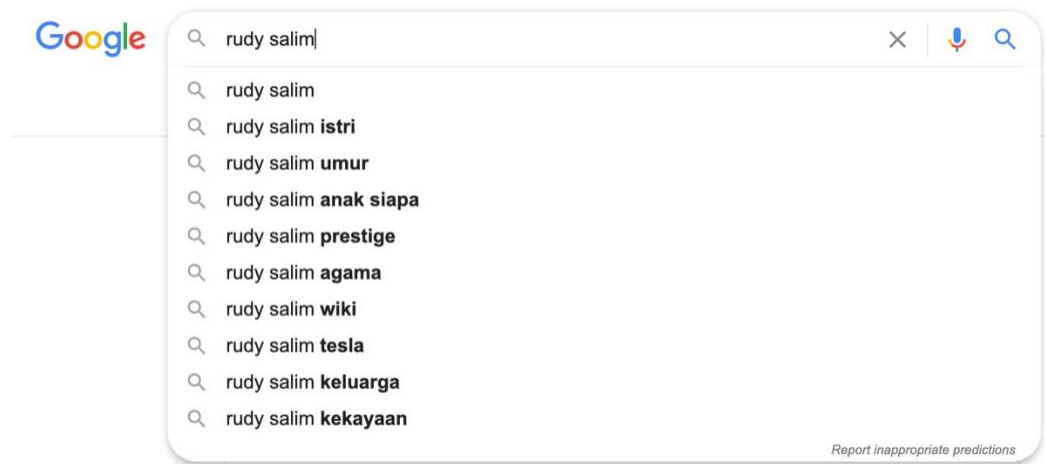 Google
rudy salim
rudy salim
rudy salim istri
rudy salim umur
rudy salim anak siapa
rudy salim prestige
rudy salim agama
rudy salim wiki
rudy salim tesla
rudy salim keluarga
rudy salim kekayaan
Report inappropriate predictions